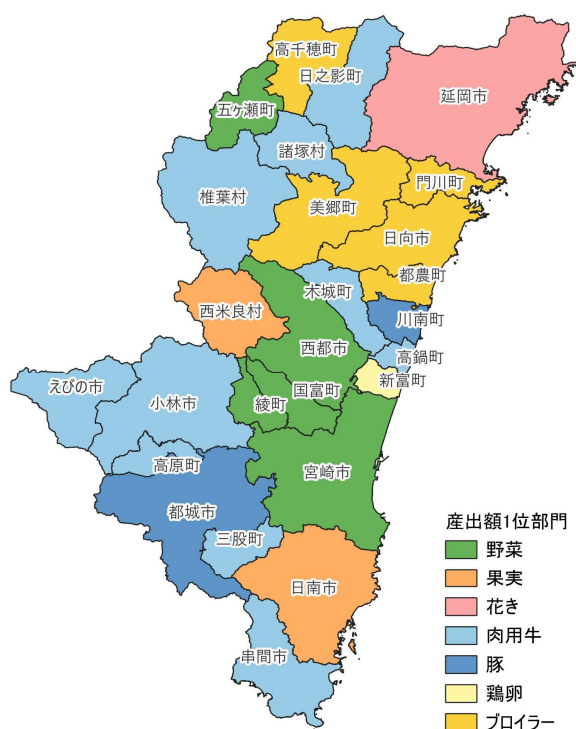 高千穂町
日之影町
延岡市
五ヶ瀬町
諸塚村
門川町
椎葉村
美郷町
日向市
都農町
木城町
西米良村
川南町
西都市
高鍋町
新富町
えびの市
小林市
国富町
綾町
高原町
宮崎市
都城市
三股町
日南市
串間市
産出額1位部門
野菜
果実
花き
肉用牛
豚
鶏卵
ブロイラー